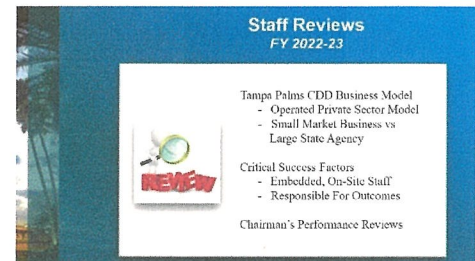 Staff Reviews
FY 2022-23
Tampa Palms CDD Business Model
- Operated Private Sector Model
- Small Market Business vs
Large State Agency
REVIEW
Critical Success Factors
- Embedded, On-Site Staff
- Responsible For Outcomes
Chairman's Performance Reviews